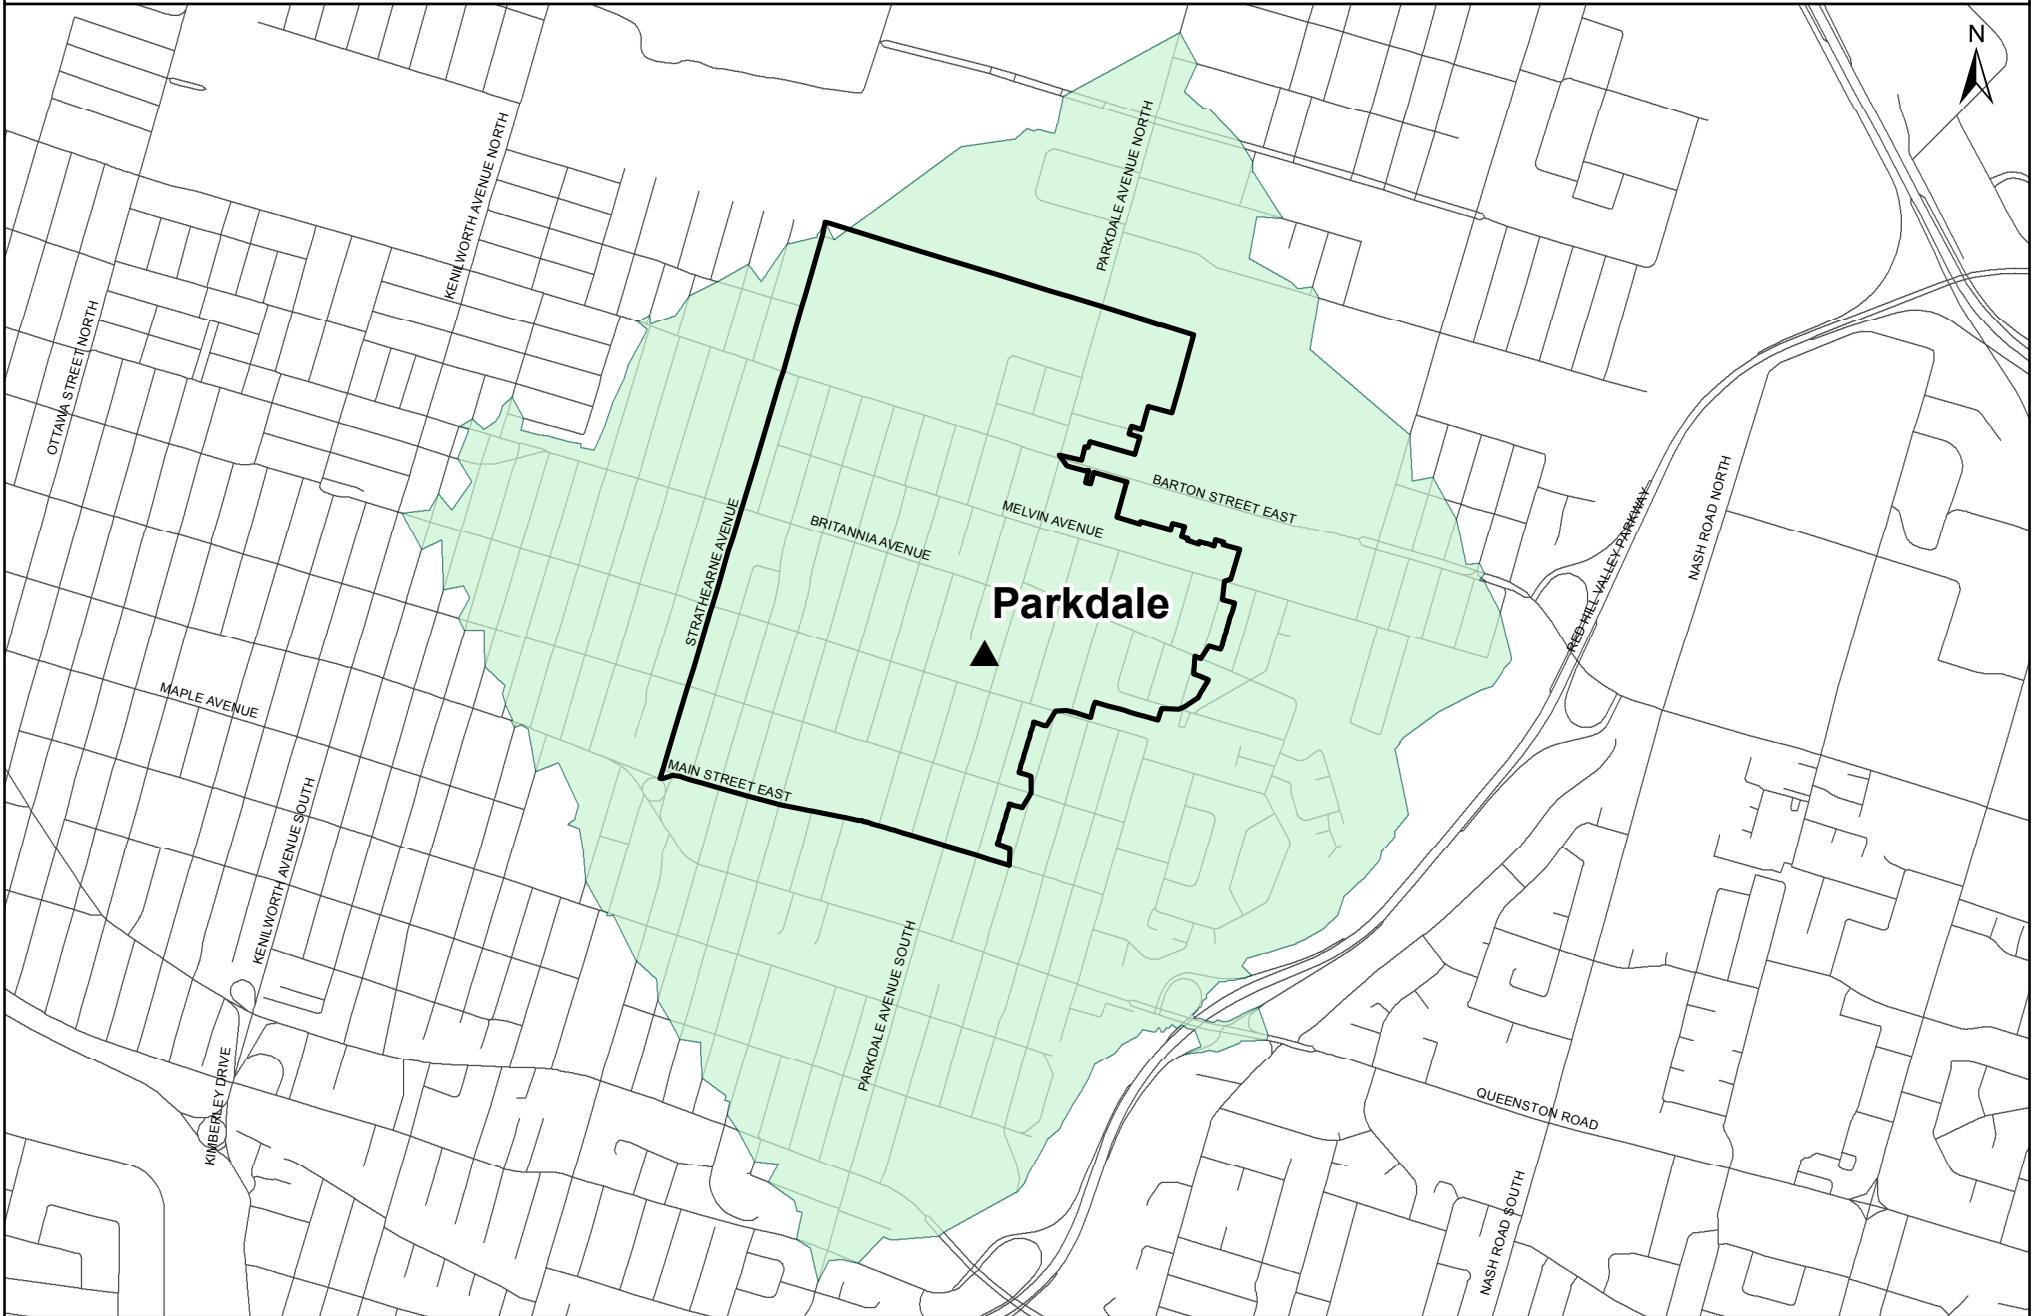 N
PARKDALE AVENUE NORTH
KENILWORTH AVENUE NORTH
OTTAWA STREET NORTH
BARTON STREET EAST
MELVIN AVENUE
BRITANNIA AVENUE
STRATHEARNE AVENUE
NASH ROAD NORTH
RED HILL VALLEY PARKWAY
Parkdale
MAPLE AVENUE
MAIN STREET EAST
KENILWORTH AVENUE SOUTH
PARKDALE AVENUE SOUTH
KIMBERLEY DRIVE
QUEENSTON ROAD
NASH ROAD SOUTH